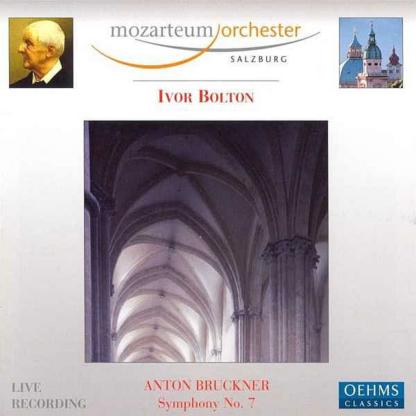 mozarteum orchester
SALZBURG
IVOR BOLTON
LIVE
RECORDING
ANTON BRUCKNER
Symphony No. 7
OEHMS
CLASSICS